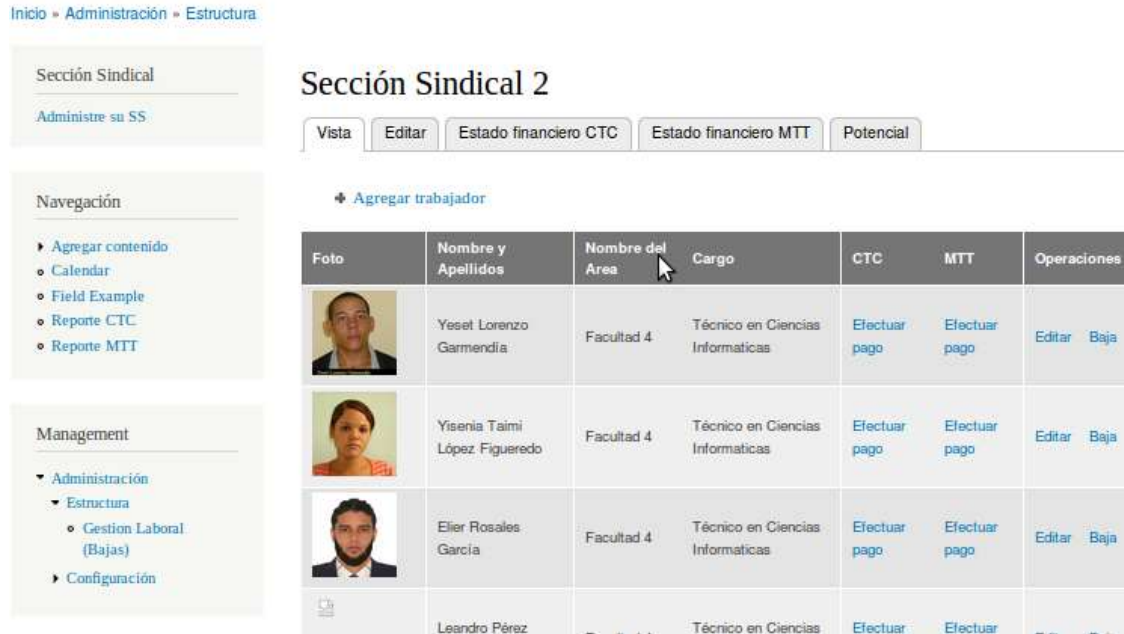 Inicio » Administración » Estructura
Sección Sindical
Administre su SS
Navegación
Agregar contenido
Calendar
Field Example
Reporte CTC
Reporte MTT
Management
Administración
Estructura
Gestion Laboral
(Bajas)
Configuración
Sección Sindical 2
Vista Editar Estado financiero CTC Estado financiero MTT Potencial
Agregar trabajador
Foto Nombre y Apellidos Nombre del Area Cargo CTC MTT Operaciones
Yeset Lorenzo Garmendía Facultad 4 Técnico en Ciencias Informaticas Efectuar pago Efectuar pago Editar Baja
Yisenia Taimi López Figueredo Facultad 4 Técnico en Ciencias Informaticas Efectuar pago Efectuar pago Editar Baja
Elier Rosales García Facultad 4 Técnico en Ciencias Informaticas Efectuar pago Efectuar pago Editar Baja
Leandro Pérez Técnico en Ciencias Efectuar Efectuar